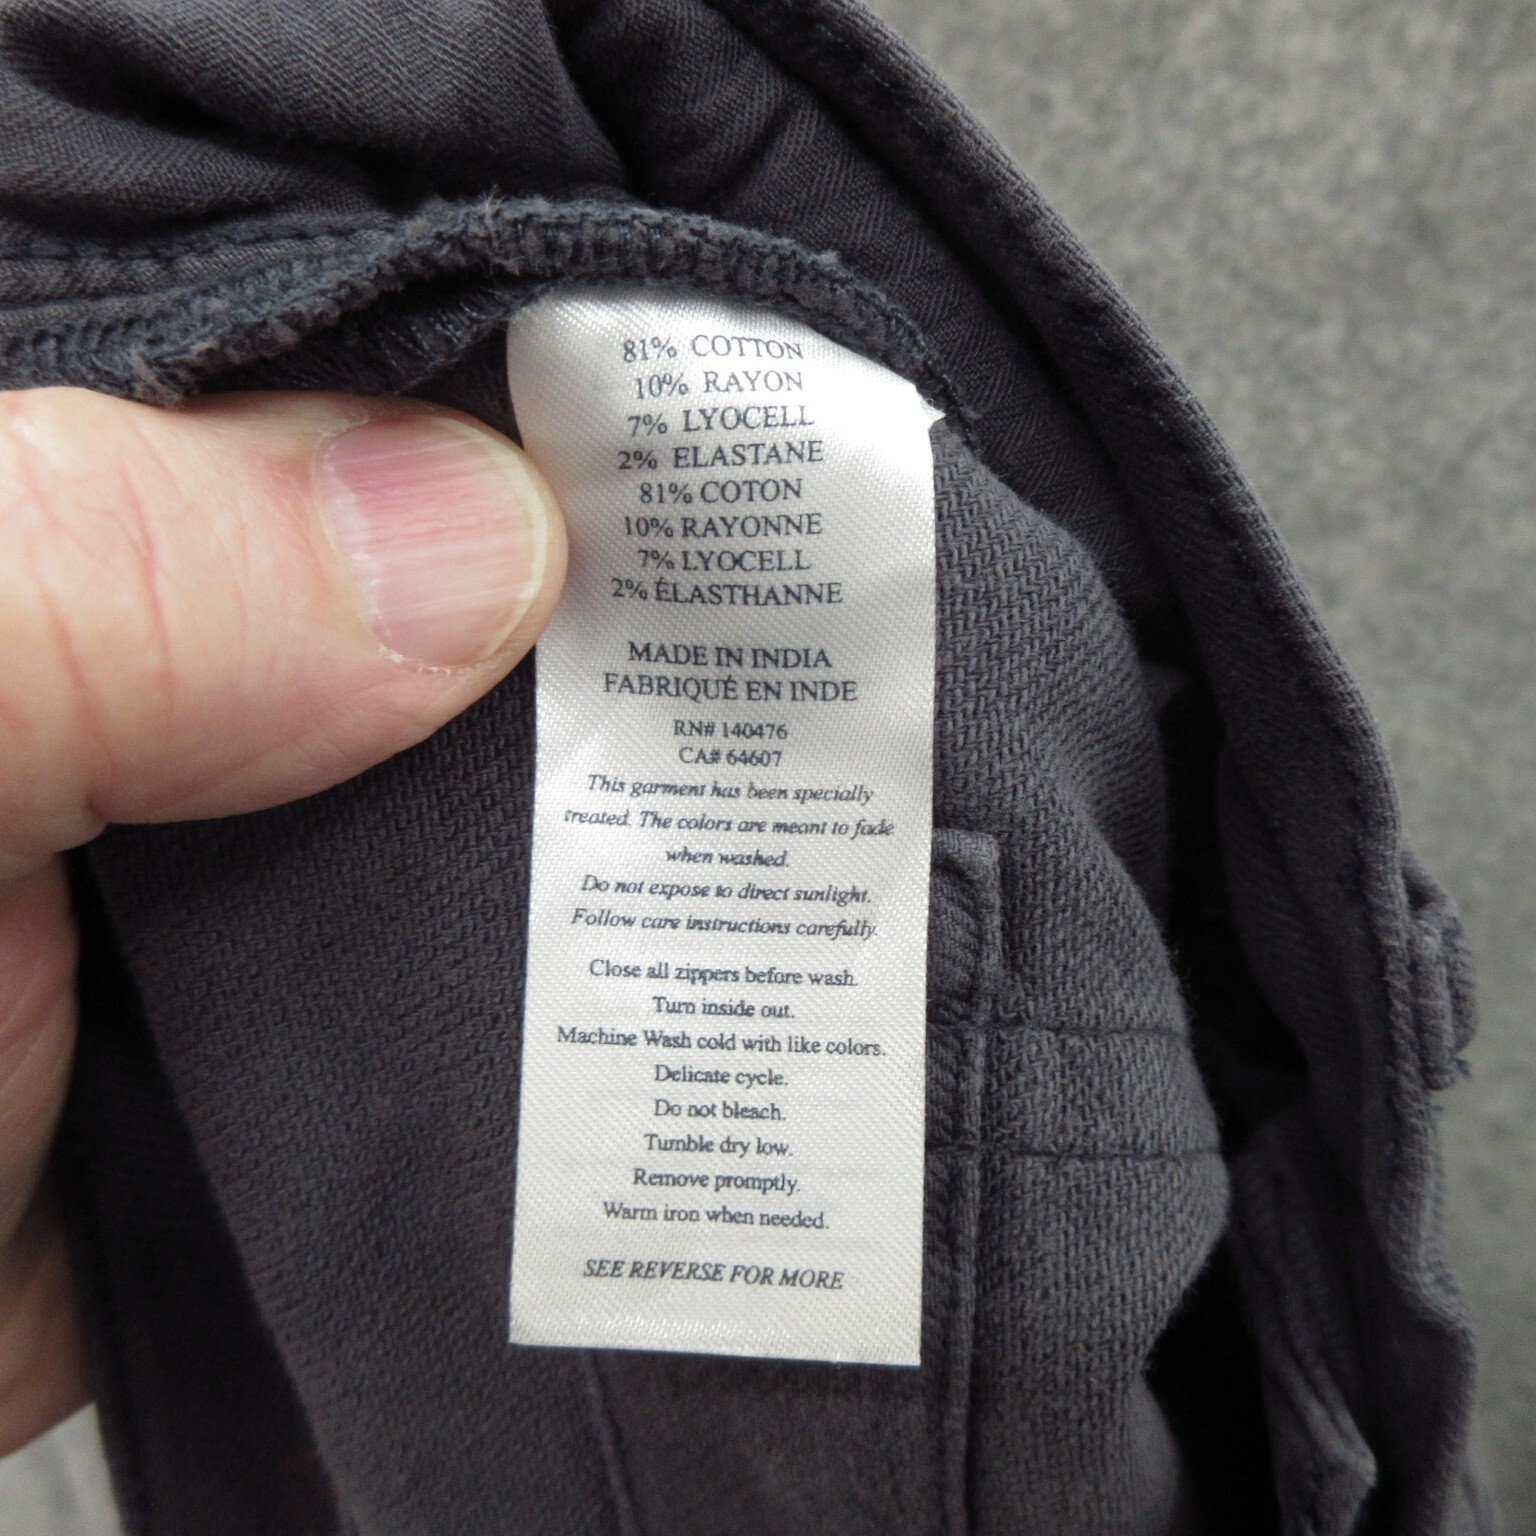 81% COTTON
10% RAYON
7% LYOCELL
2% ELASTANE
81% COTON
10% RAYONNE
7% LYOCELL
2% ÉLASTHANNE
MADE IN INDIA
FABRIQUÉ EN INDE
RN# 140476
CA# 64607
This garment has been specially
treated. The colors are meant to fade
when washed.
Do not expose to direct sunlight.
Follow care instructions carefully.
Close all zippers before wash.
Turn inside out.
Machine Wash cold with like colors.
Delicate cycle.
Do not bleach.
Tumble dry low.
Remove promptly.
Warm iron when needed.
SEE REVERSE FOR MORE